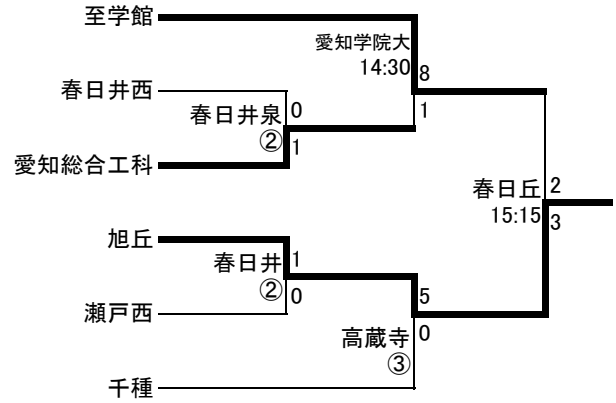 至学館
愛知学院大
14:30
8
春日井西
0
1
春日井泉
②
1
愛知総合工科
春日丘
2
15:15
3
旭丘
1
春日井
②
0
5
瀬戸西
高蔵寺
0
③
千種